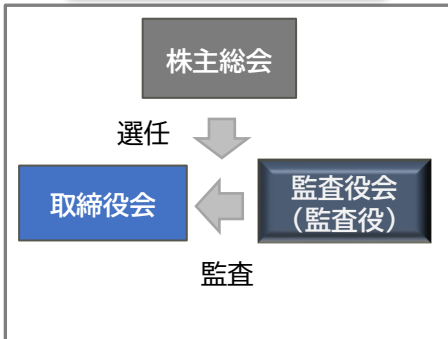 株主総会
選任
取締役会
監査役会
（監査役）
監査